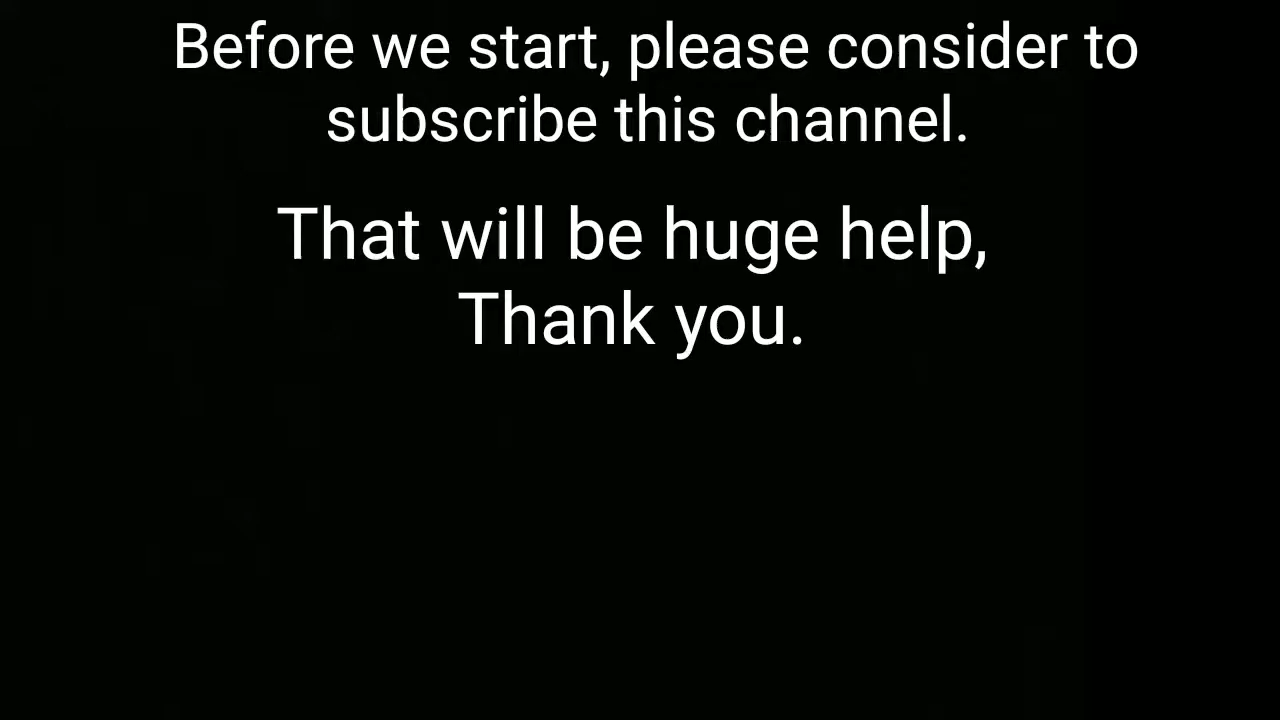 Before we start, please consider to
subscribe this channel.
That will be huge help,
Thank you.